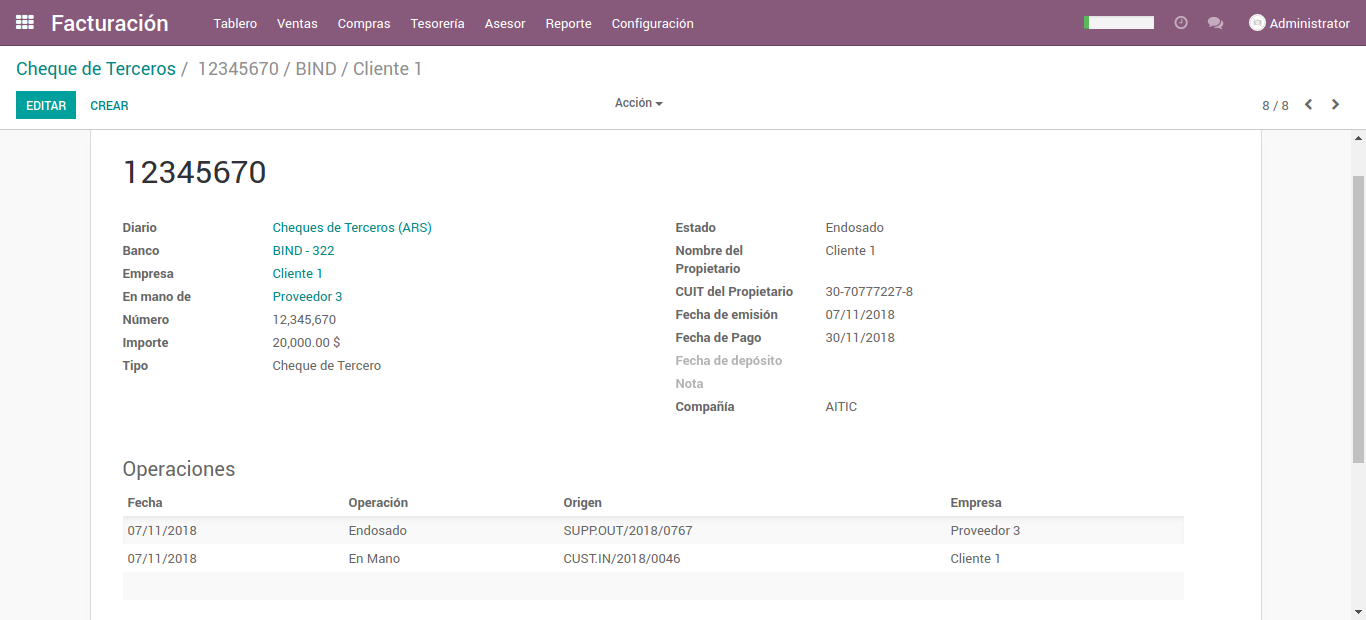 Facturación Tablero Ventas Compras Tesorería Asesor Reporte Configuración Administrator
Cheque de Terceros / 12345670 / BIND / Cliente 1
EDITAR CREAR Acción 8 / 8
12345670
Diario Cheques de Terceros (ARS)
Banco BIND - 322
Empresa Cliente 1
En mano de Proveedor 3
Número 12,345,670
Importe 20,000.00 $
Tipo Cheque de Tercero
Estado Endosado
Nombre del Cliente 1
Propietario
CUIT del Propietario 30-70777227-8
Fecha de emisión 07/11/2018
Fecha de Pago 30/11/2018
Fecha de depósito
Nota
Compañía AITIC
Operaciones
Fecha Operación Origen Empresa
07/11/2018 Endosado SUPP.OUT/2018/0767 Proveedor 3
07/11/2018 En Mano CUST.IN/2018/0046 Cliente 1